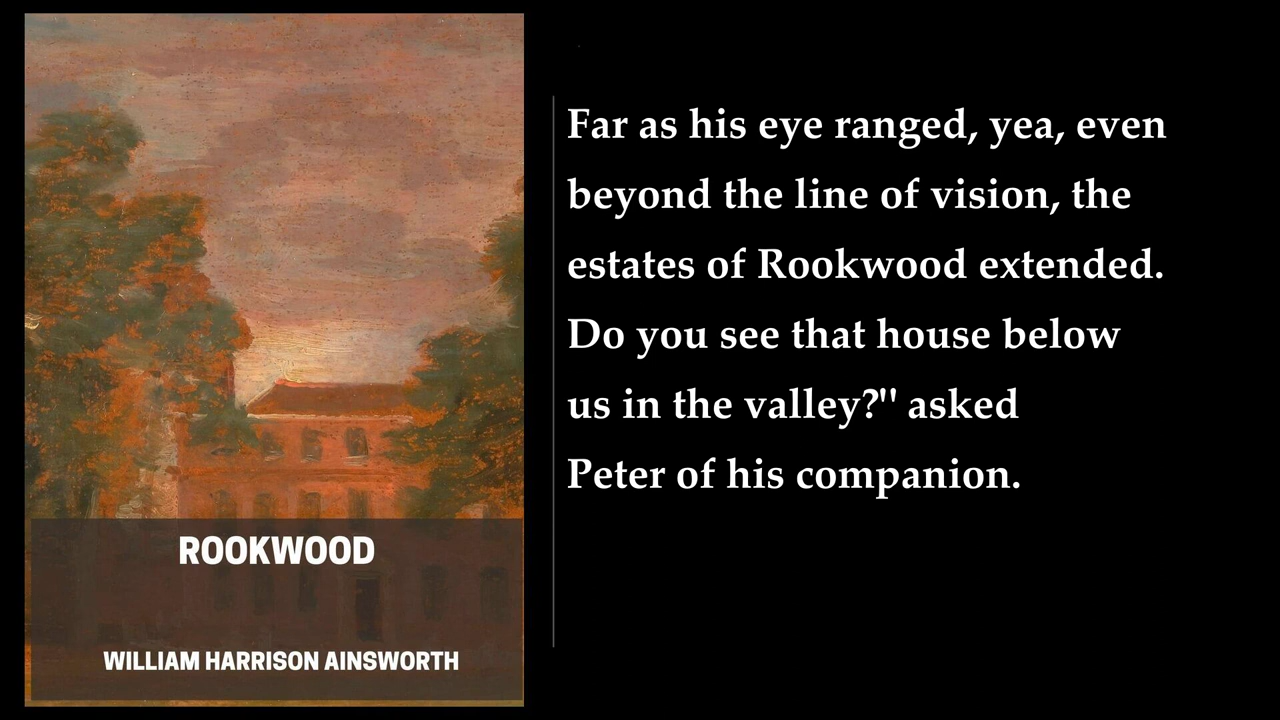 ROOKWOOD
WILLIAM HARRISON AINSWORTH
Far as his eye ranged, yea, even
beyond the line of vision, the
estates of Rookwood extended.
Do you see that house below
us in the valley?" asked
Peter of his companion.